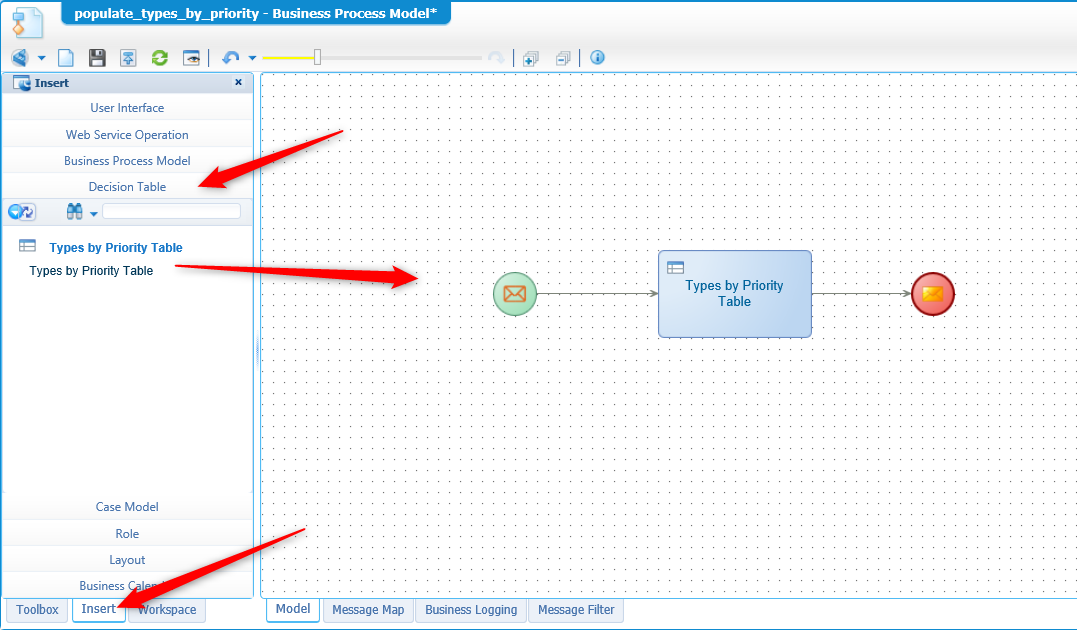 populate_types_by_priority - Business Process Model*
Insert
User Interface
Web Service Operation
Business Process Model
Decision Table
Types by Priority Table
Types by Priority Table
Types by Priority
Table
Case Model
Role
Layout
Business
Toolbox
Insert
Workspace
Model
Message Map
Business Logging
Message Filter